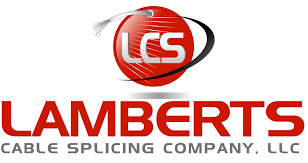 LCS
LAMBERTS
CABLE SPLICING COMPANY, LLC